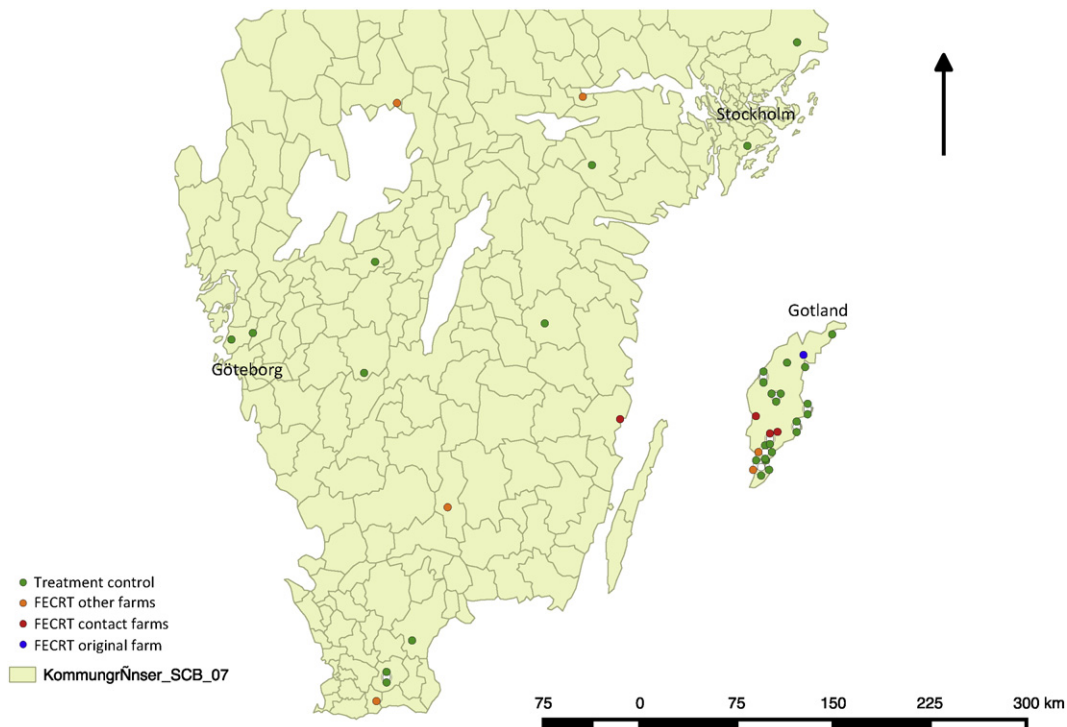 Stockholm
Gotland
Göteborg
Treatment control
FECRT other farms
FECRT contact farms
FECRT original farm
KommungrÑnser_SCB_07
75 0 75 150 225 300 km